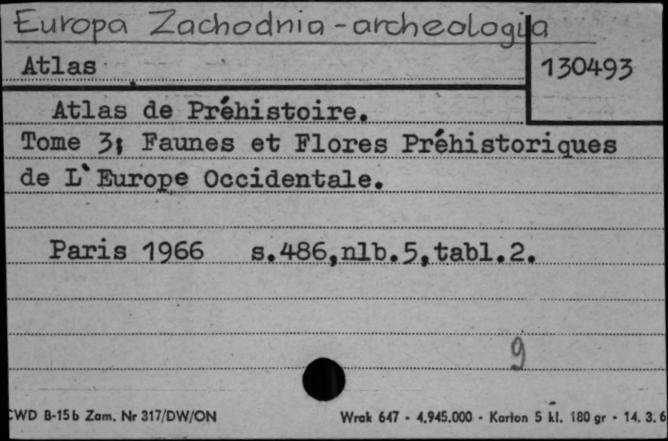 Europa Zachodnia - archeologia
Atlas
130493
Atlas de Préhistoire.
Tome 3; Faunes et Flores Préhistoriques
de L`Europe Occidentale.
Paris 1966 s.486,nlb.5,tabl.2.
9
CWD B-15b Zam. Nr 317/DW/ON
Wrak 647 - 4,945.000 - Karton 5 kl. 180 gr - 14. 3. 6